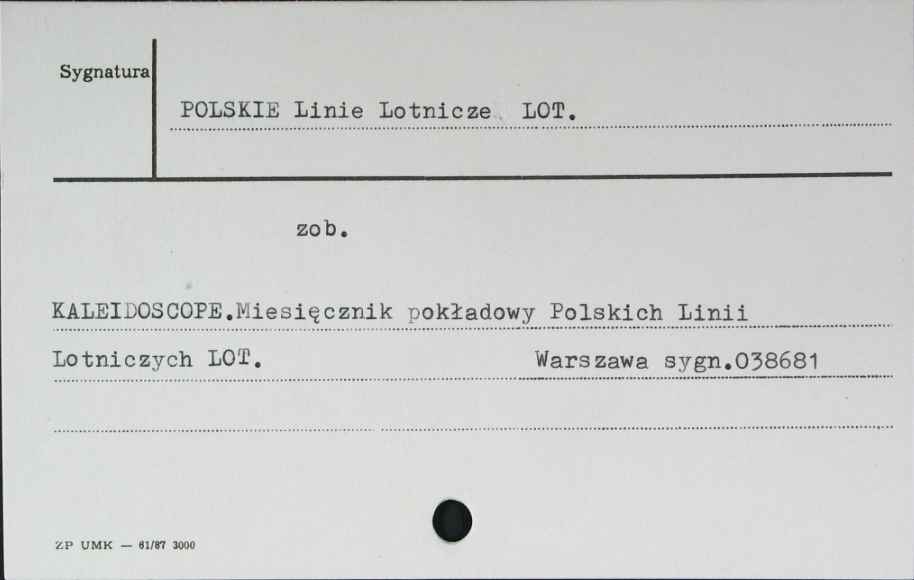 Sygnatura
POLSKIE Linie Lotnicze LOT.
zob.
KALEIDOSCOPE.Miesięcznik pokładowy Polskich Linii
Lotniczych LOT. Warszawa sygn.038681
ZP UMK — 61/87 3000